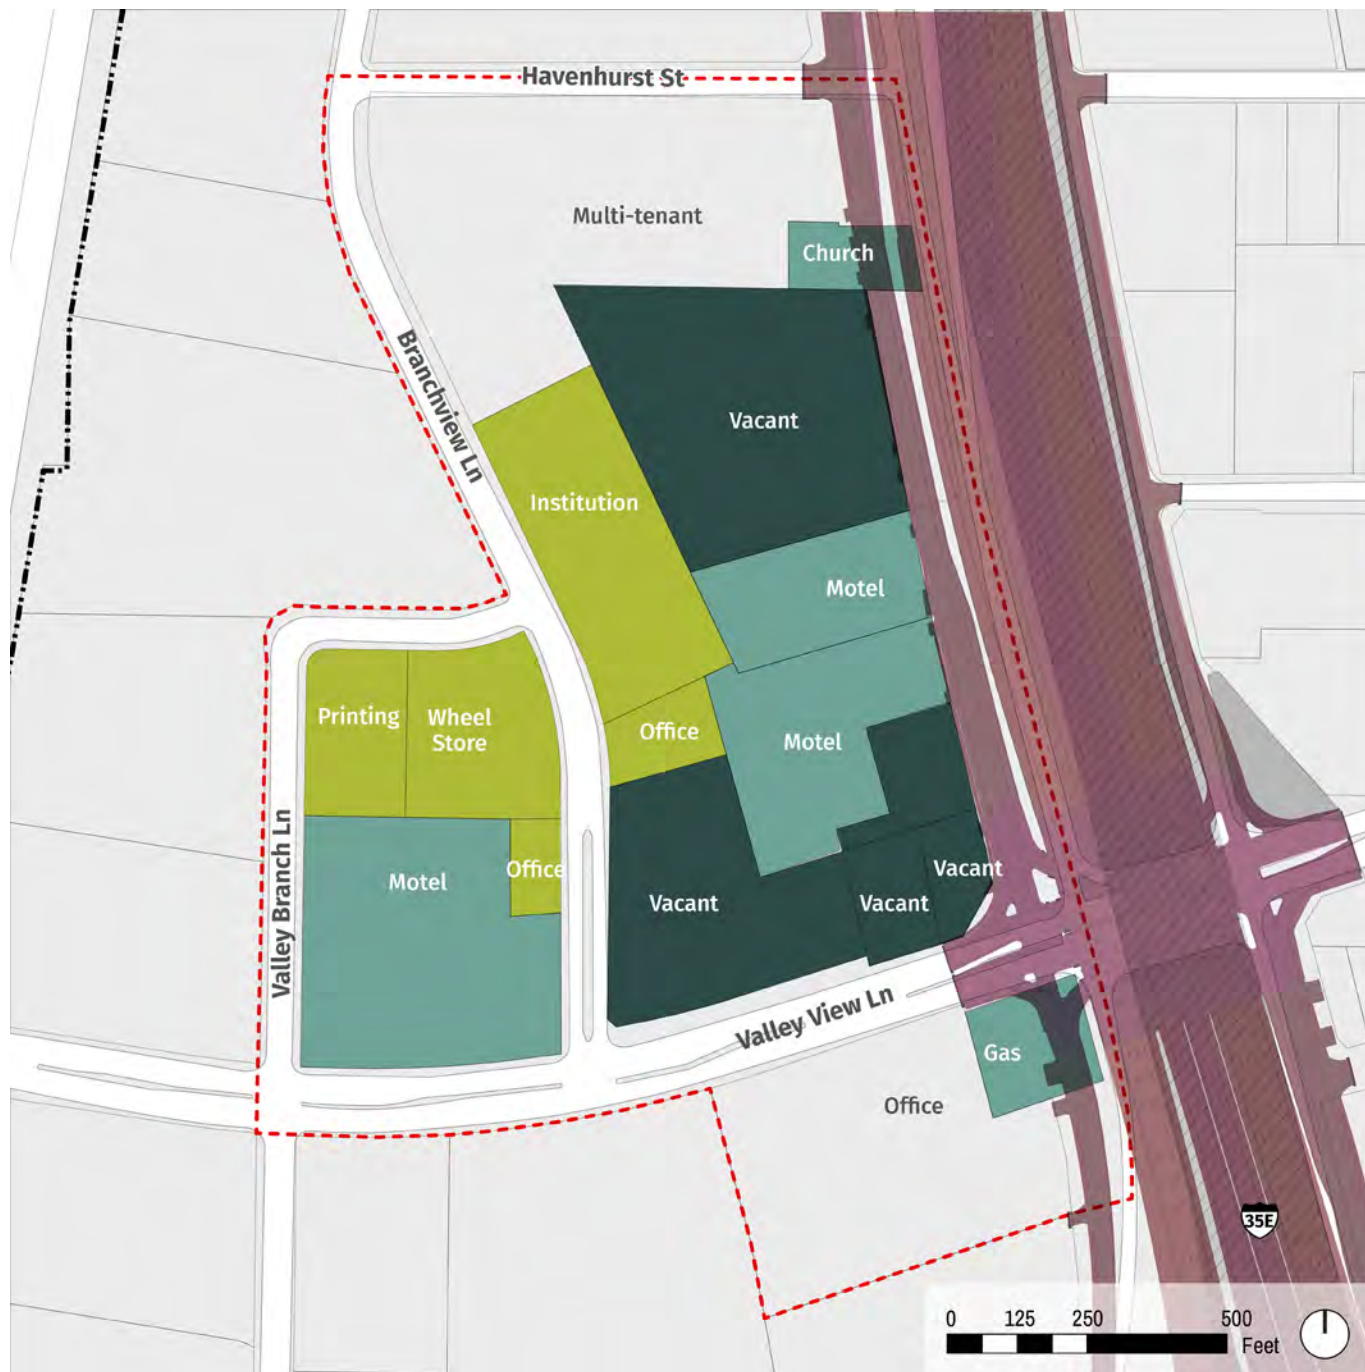 Havenhurst St
Multi-tenant
Church
Branchview Ln
Vacant
Institution
Motel
Printing
Wheel
Store
Office
Motel
Valley Branch Ln
Motel
Office
Vacant
Vacant
Vacant
Valley View Ln
Gas
Office
35E
0 125 250 500
Feet